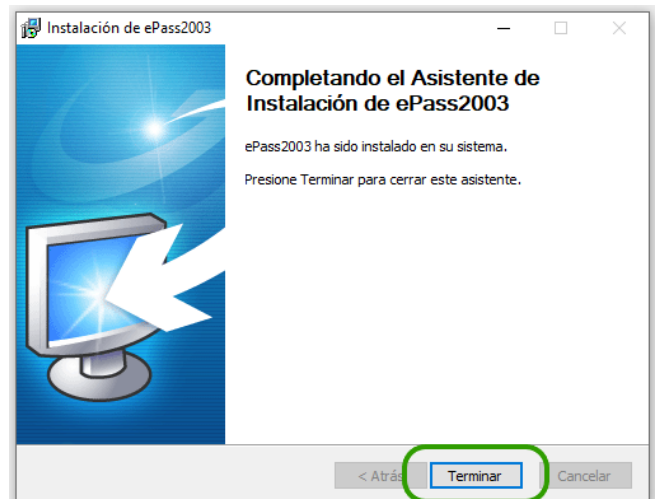 Instalación de ePass2003
Completando el Asistente de
Instalación de ePass2003
ePass2003 ha sido instalado en su sistema.
Presione Terminar para cerrar este asistente.
< Atrás
Terminar
Cancelar